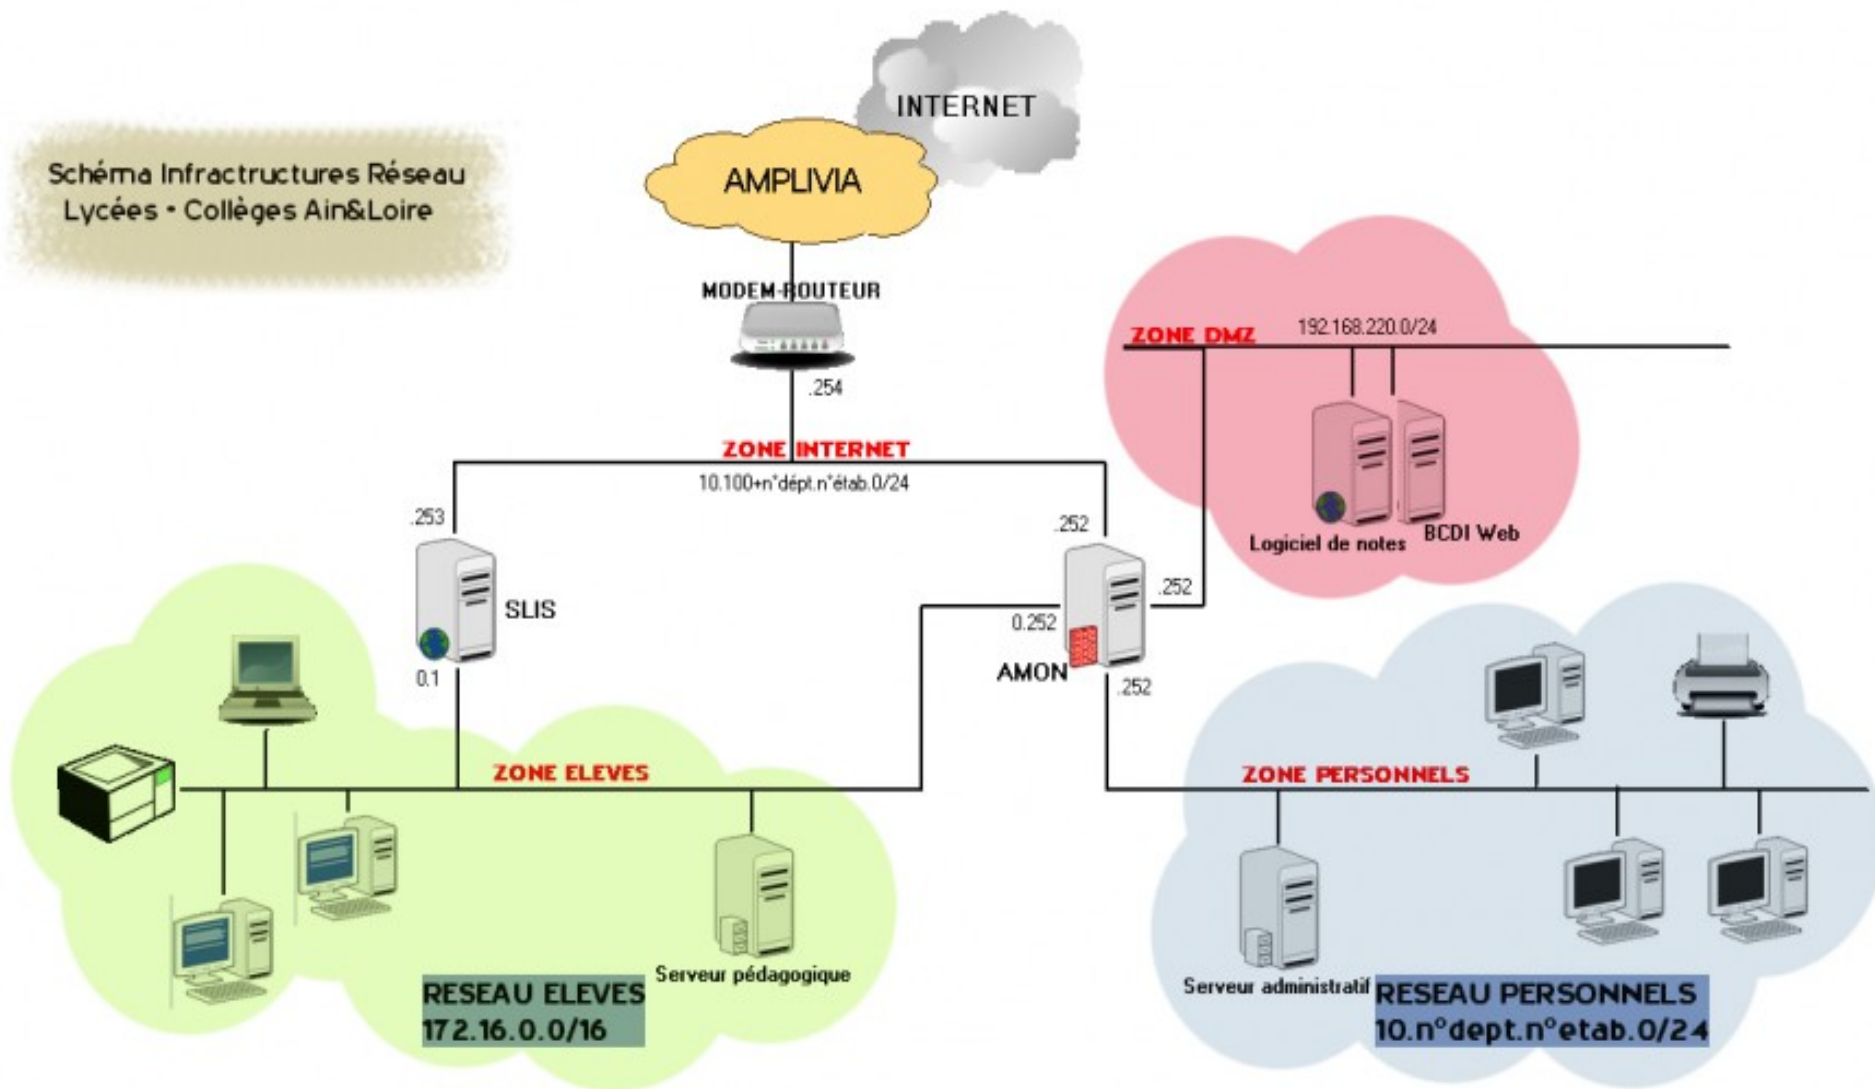 INTERNET
AMPLIVIA
Schéma Infractructures Réseau
Lycées - Collèges Ain&Loire
MODEM-ROUTEUR
.254
ZONE DMZ
192.168.220.0/24
Logiciel de notes
BCDI Web
ZONE INTERNET
10.100+n°dépt.n°étab.0/24
.253
.252
SLIS
0.1
0.252
.252
AMON
.252
ZONE ELEVES
ZONE PERSONNELS
Serveur pédagogique
RESEAU ELEVES
172.16.0.0/16
Serveur administratif
RESEAU PERSONNELS
10.n°dept.n°etab.0/24